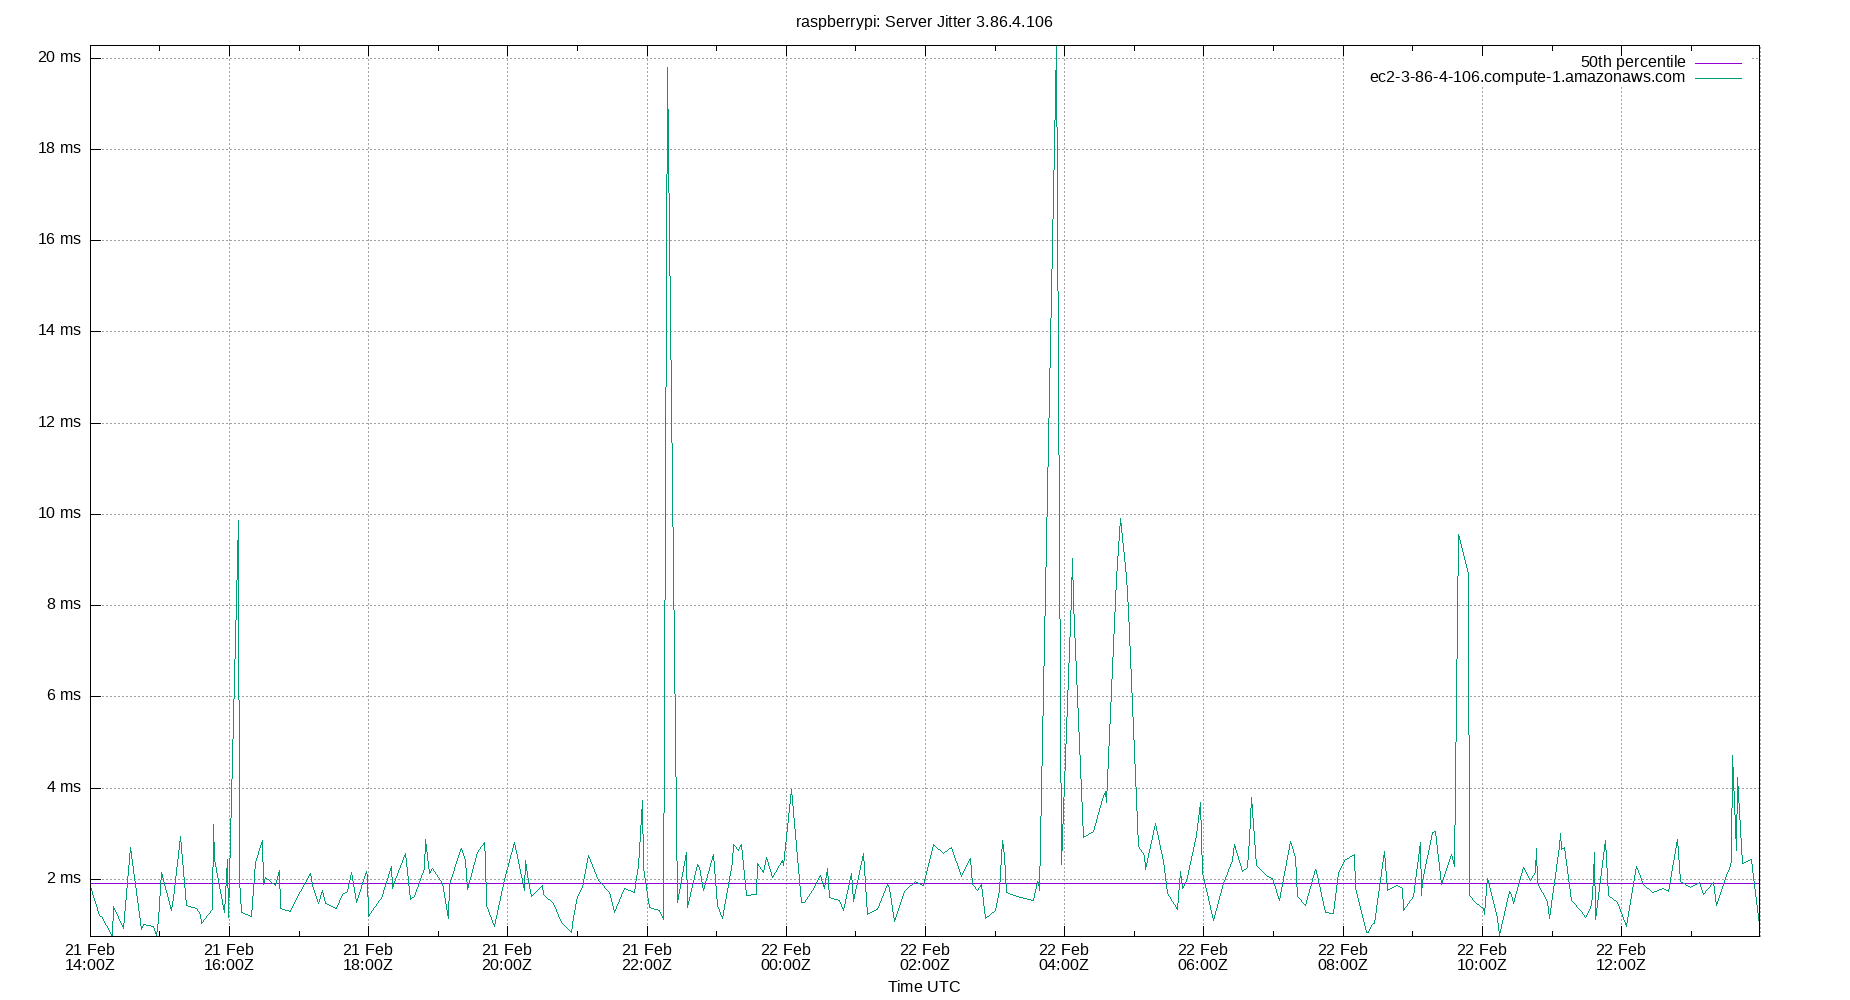 raspberrypi: Server Jitter 3.86.4.106
50th percentile
ec2-3-86-4-106.compute-1.amazonaws.com
20 ms
18 ms
16 ms
14 ms
12 ms
10 ms
8 ms
6 ms
4 ms
2 ms
21 Feb 21 Feb 21 Feb 21 Feb 21 Feb 22 Feb 22 Feb 22 Feb 22 Feb 22 Feb 22 Feb 22 Feb
14:00Z 16:00Z 18:00Z 20:00Z 22:00Z 00:00Z 02:00Z 04:00Z 06:00Z 08:00Z 10:00Z 12:00Z
Time UTC